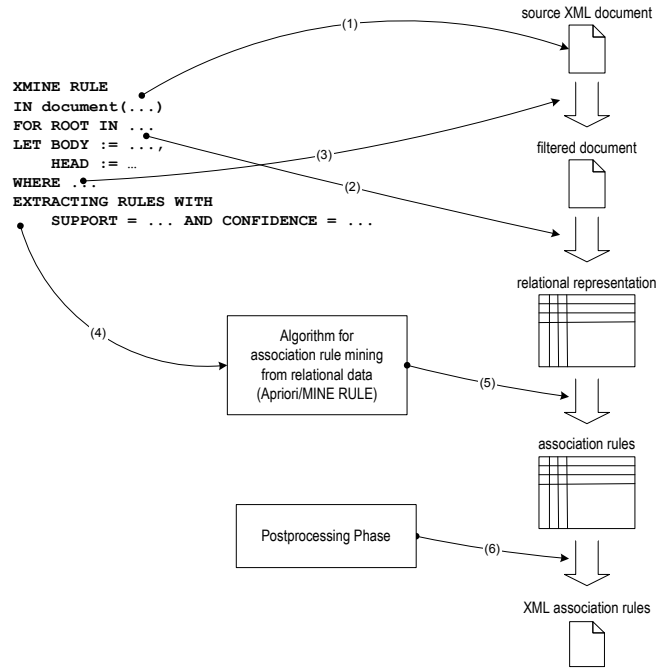 source XML document
(1)
XMINE RULE
IN document(...)
FOR ROOT IN ...
LET BODY := ...,
HEAD := …
WHERE ...
EXTRACTING RULES WITH
SUPPORT = ... AND CONFIDENCE = ...
(3)
(2)
filtered document
relational representation
(4)
Algorithm for
association rule mining
from relational data
(Apriori/MINE RULE)
(5)
association rules
Postprocessing Phase
(6)
XML association rules